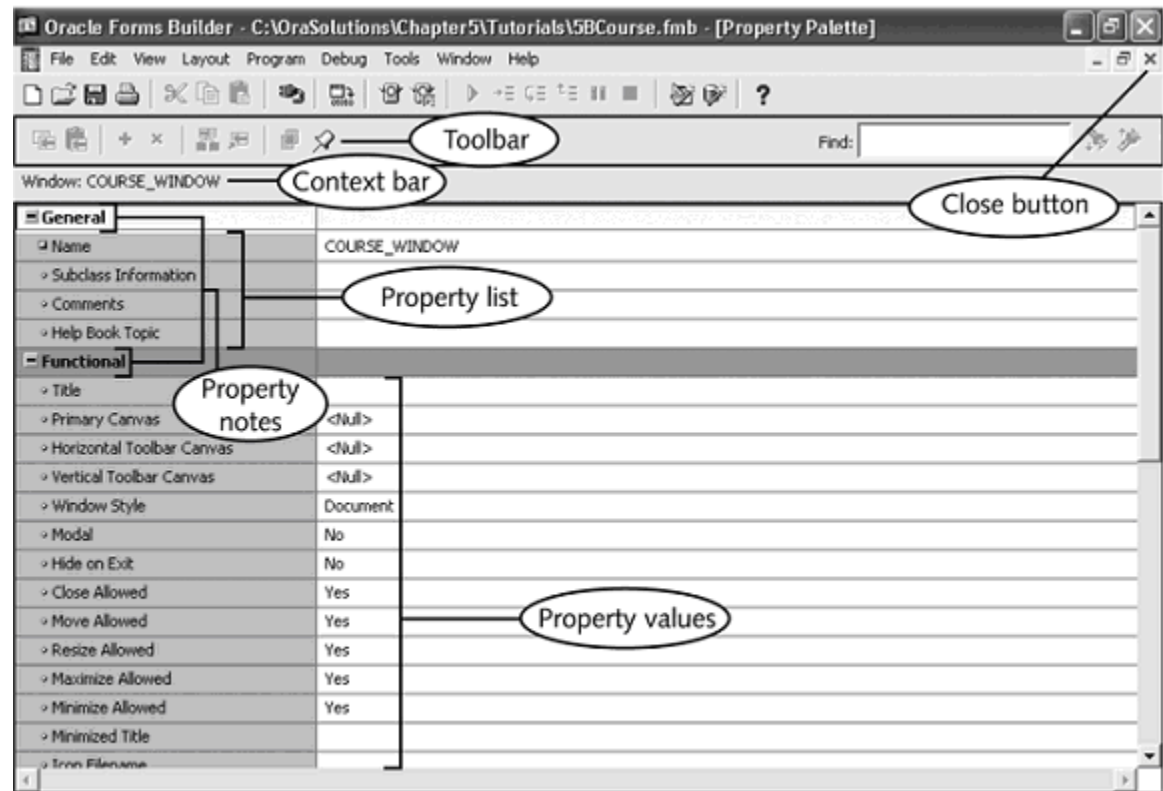 Oracle Forms Builder - C:\OraSolutions\Chapter5\Tutorials\5BCourse.fmb - [Property Palette]
File Edit View Layout Program Debug Tools Window Help
Toolbar
Find:
Window: COURSE_WINDOW
Context bar
Close button
General
Name COURSE_WINDOW
Subclass Information
Comments
Property list
Help Book Topic
Functional
Title
Property notes
Primary Canvas <Null>
Horizontal Toolbar Canvas <Null>
Vertical Toolbar Canvas <Null>
Window Style Document
Modal No
Hide on Exit No
Close Allowed Yes
Move Allowed Yes
Property values
Resize Allowed Yes
Maximize Allowed Yes
Minimize Allowed Yes
Minimized Title
Icon Filename